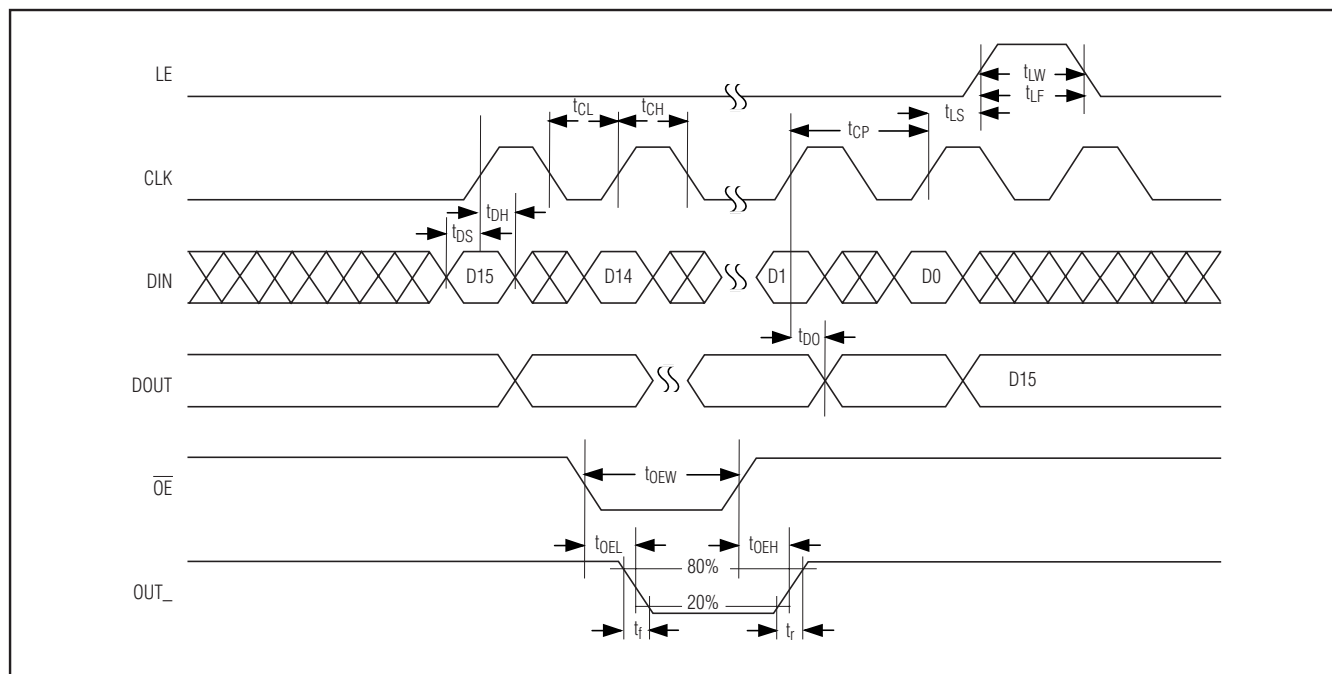 LE
tLW
tLF
tCL
tCH
tCP
tLS
CLK
tDH
tDS
DIN
D15
D14
D1
D0
tDO
DOUT
D15
OE
tOEW
tOEL
tOEH
80%
OUT_
20%
tf
tr